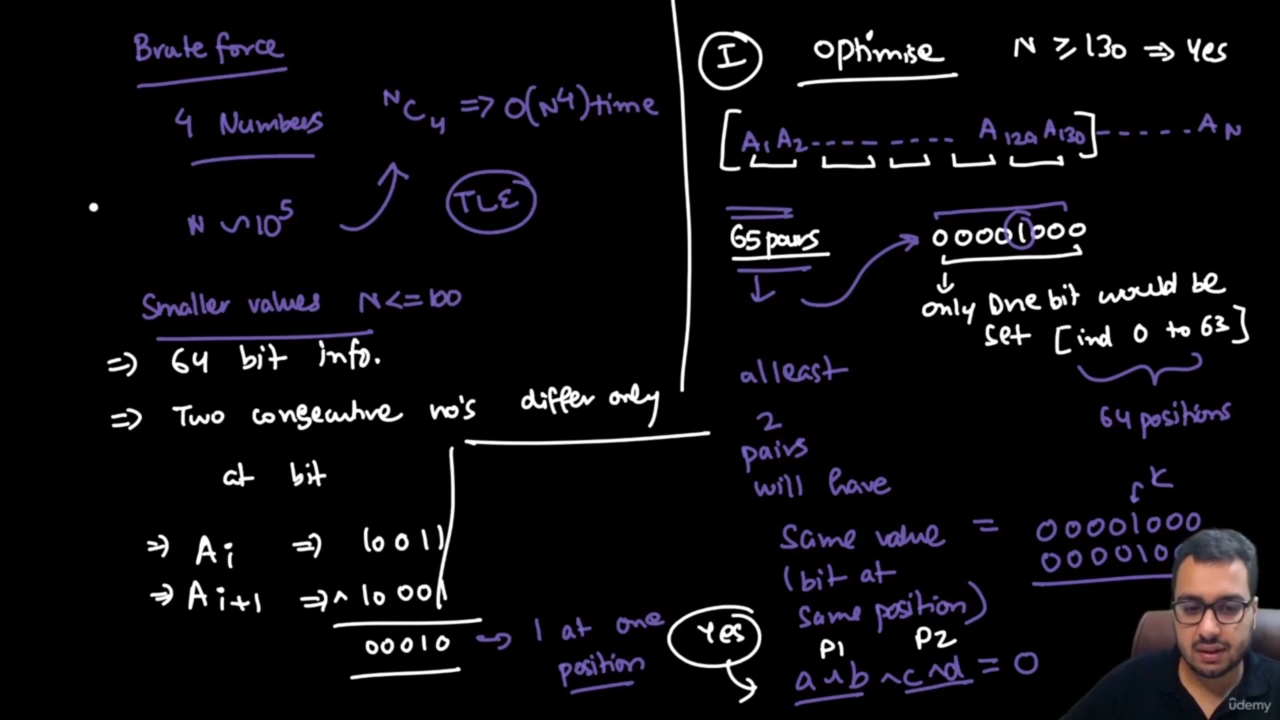 Brute force
4 Numbers
ᴺC₄ => O(N⁴) time
N ~ 10⁵
TLE
Smaller values N <= 100
=> 64 bit info.
=> Two consecutive no's differ only
at bit
=> Ai => 10011
=> Ai+1 => ^ 10001
00010 → 1 at one
position
I Optimise N ≥ 130 => Yes
[A₁ A₂ ---- ---- A₁₂₉ A₁₃₀] ------ A N
65 pairs → 00001000
only One bit would be
set [ind 0 to 63]
64 positions
atleast
2
pairs
will have
K
Same value = 00001000
(bit at 000010
same position)
Yes
P1 P2
a^b ^ c^d = 0
ûdemy